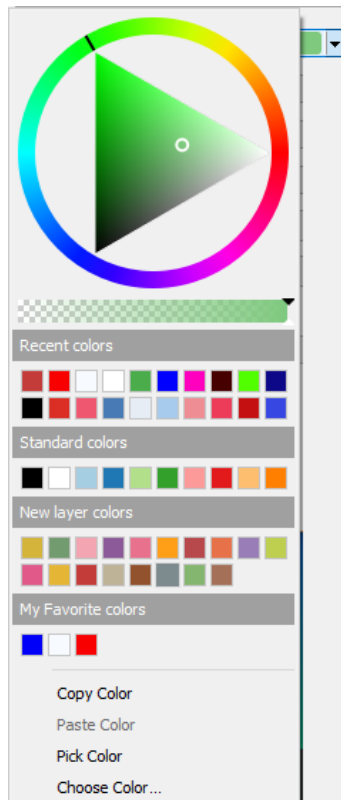 Recent colors
Standard colors
New layer colors
My Favorite colors
Copy Color
Paste Color
Pick Color
Choose Color...